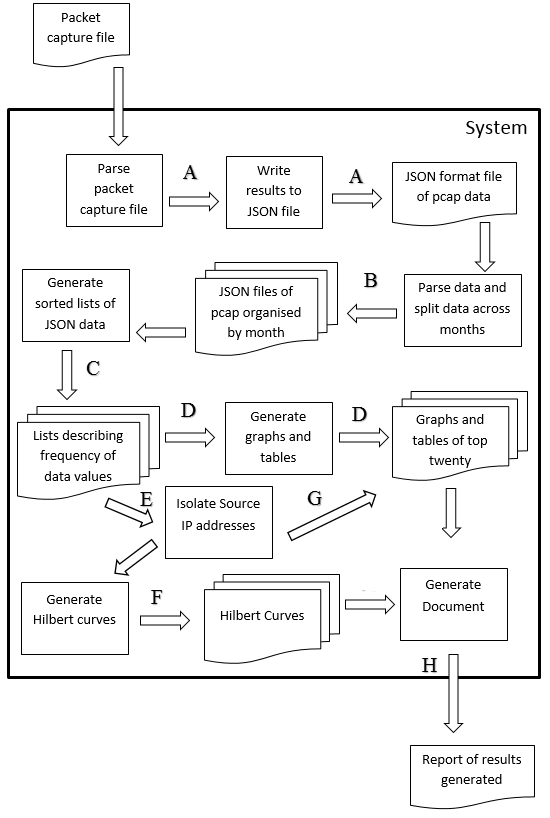 Packet
capture file
System
Parse
packet
capture file
A
Write
results to
JSON file
A
JSON format file
of pcap data
Generate
sorted lists of
JSON data
JSON files of
pcap organised
by month
B
Parse data and
split data across
months
C
Lists describing
frequency of
data values
D
Generate
graphs and
tables
D
Graphs and
tables of top
twenty
E
Isolate Source
IP addresses
G
Generate
Hilbert curves
F
Hilbert Curves
Generate
Document
H
Report of results
generated